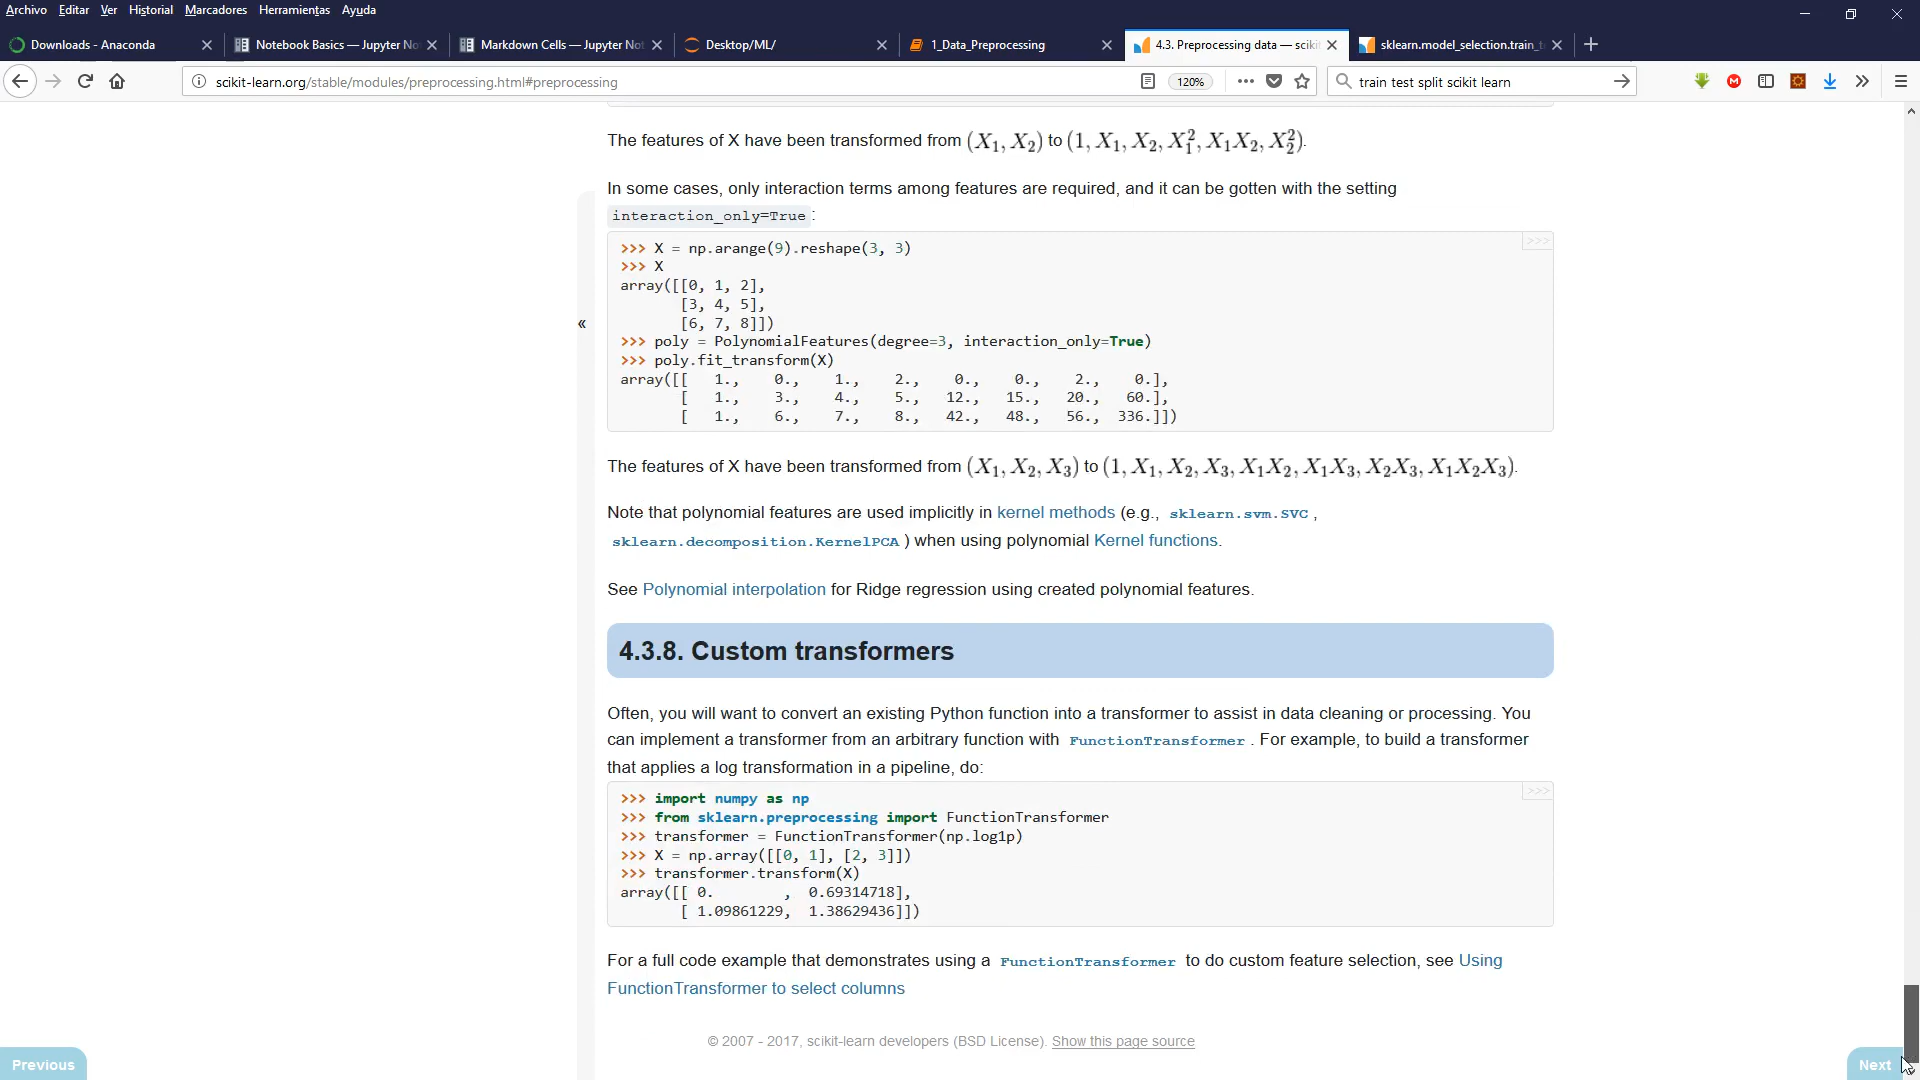 Archivo Editar Ver Historial Marcadores Herramientas Ayuda
Downloads - Anaconda
Notebook Basics — Jupyter No
Markdown Cells — Jupyter Not
Desktop/ML/
1_Data_Preprocessing
4.3. Preprocessing data — scikit
sklearn.model_selection.train_t
scikit-learn.org/stable/modules/preprocessing.html#preprocessing
120%
train test split scikit learn
The features of X have been transformed from (X₁, X₂) to (1, X₁, X₂, X₁², X₁X₂, X₂²).
In some cases, only interaction terms among features are required, and it can be gotten with the setting
interaction_only=True :
>>>
>>> X = np.arange(9).reshape(3, 3)
>>> X
array([[0, 1, 2],
[3, 4, 5],
[6, 7, 8]])
>>> poly = PolynomialFeatures(degree=3, interaction_only=True)
>>> poly.fit_transform(X)
array([[ 1., 0., 1., 2., 0., 0., 2., 0.],
[ 1., 3., 4., 5., 12., 15., 20., 60.],
[ 1., 6., 7., 8., 42., 48., 56., 336.]])
«
The features of X have been transformed from (X₁, X₂, X₃) to (1, X₁, X₂, X₃, X₁X₂, X₁X₃, X₂X₃, X₁X₂X₃).
Note that polynomial features are used implicitly in kernel methods (e.g., sklearn.svm.SVC ,
sklearn.decomposition.KernelPCA ) when using polynomial Kernel functions.
See Polynomial interpolation for Ridge regression using created polynomial features.
4.3.8. Custom transformers
Often, you will want to convert an existing Python function into a transformer to assist in data cleaning or processing. You
can implement a transformer from an arbitrary function with FunctionTransformer . For example, to build a transformer
that applies a log transformation in a pipeline, do:
>>>
>>> import numpy as np
>>> from sklearn.preprocessing import FunctionTransformer
>>> transformer = FunctionTransformer(np.log1p)
>>> X = np.array([[0, 1], [2, 3]])
>>> transformer.transform(X)
array([[ 0. , 0.69314718],
[ 1.09861229, 1.38629436]])
For a full code example that demonstrates using a FunctionTransformer to do custom feature selection, see Using
FunctionTransformer to select columns
© 2007 - 2017, scikit-learn developers (BSD License). Show this page source
Previous
Next